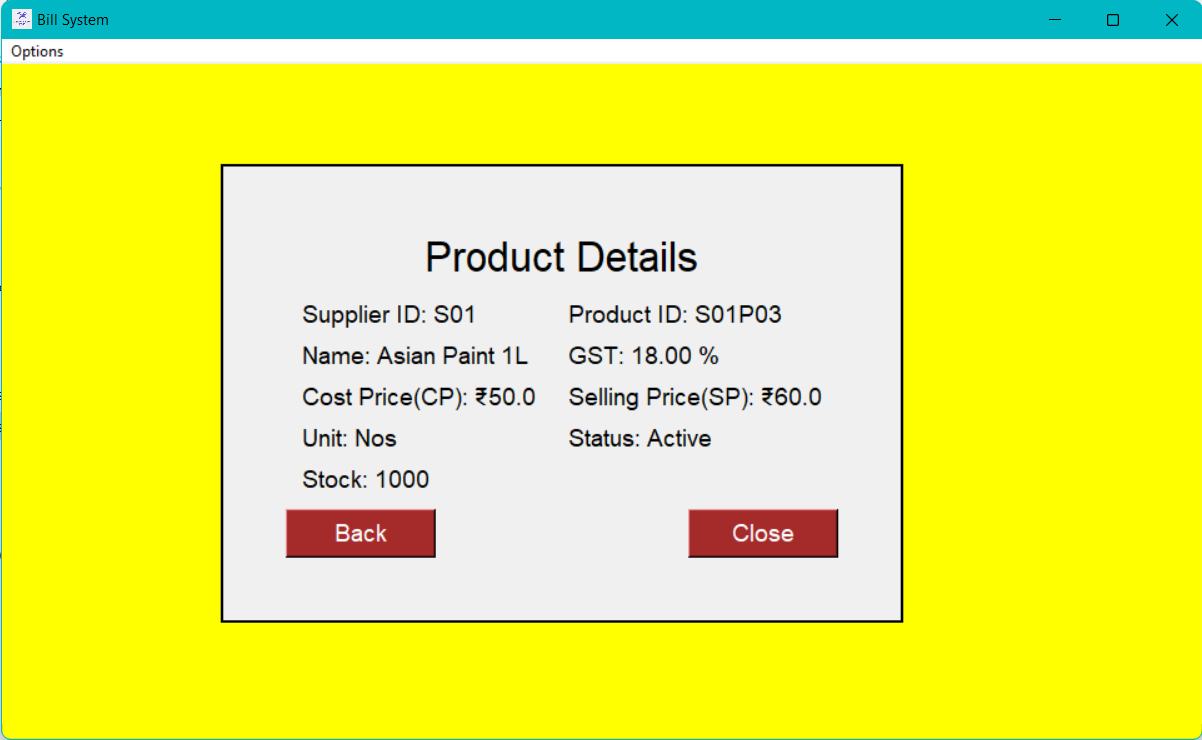 Bill System
Options
Product Details
Supplier ID: S01 Product ID: S01P03
Name: Asian Paint 1L GST: 18.00 %
Cost Price(CP): ₹50.0 Selling Price(SP): ₹60.0
Unit: Nos Status: Active
Stock: 1000
Back Close